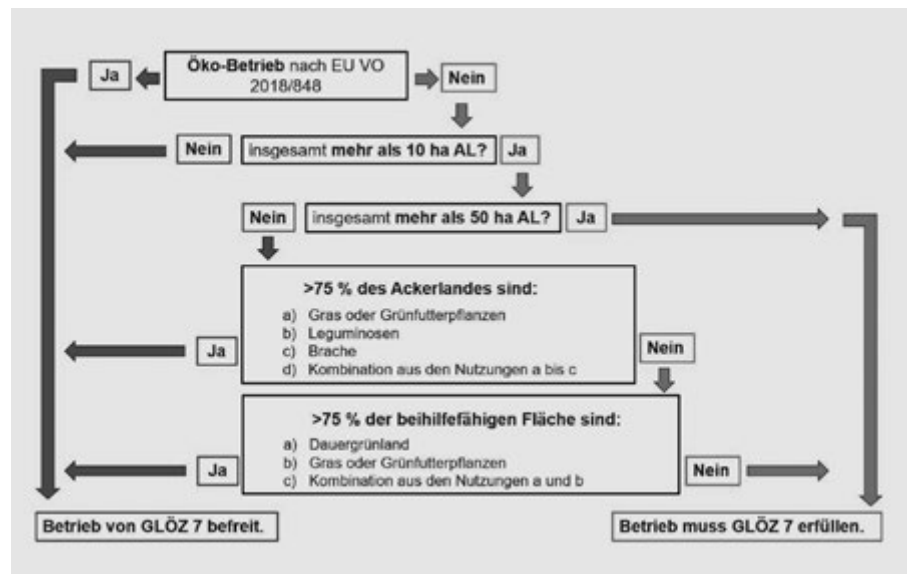 Ja
Öko-Betrieb nach EU VO
2018/848
Nein
Nein
insgesamt mehr als 10 ha AL?
Ja
Nein
insgesamt mehr als 50 ha AL?
Ja
>75 % des Ackerlandes sind:
a) Gras oder Grünfutterpflanzen
b) Leguminosen
c) Brache
d) Kombination aus den Nutzungen a bis c
Ja
Nein
>75 % der beihilfefähigen Fläche sind:
a) Dauergrünland
b) Gras oder Grünfutterpflanzen
c) Kombination aus den Nutzungen a und b
Ja
Nein
Betrieb von GLÖZ 7 befreit.
Betrieb muss GLÖZ 7 erfüllen.